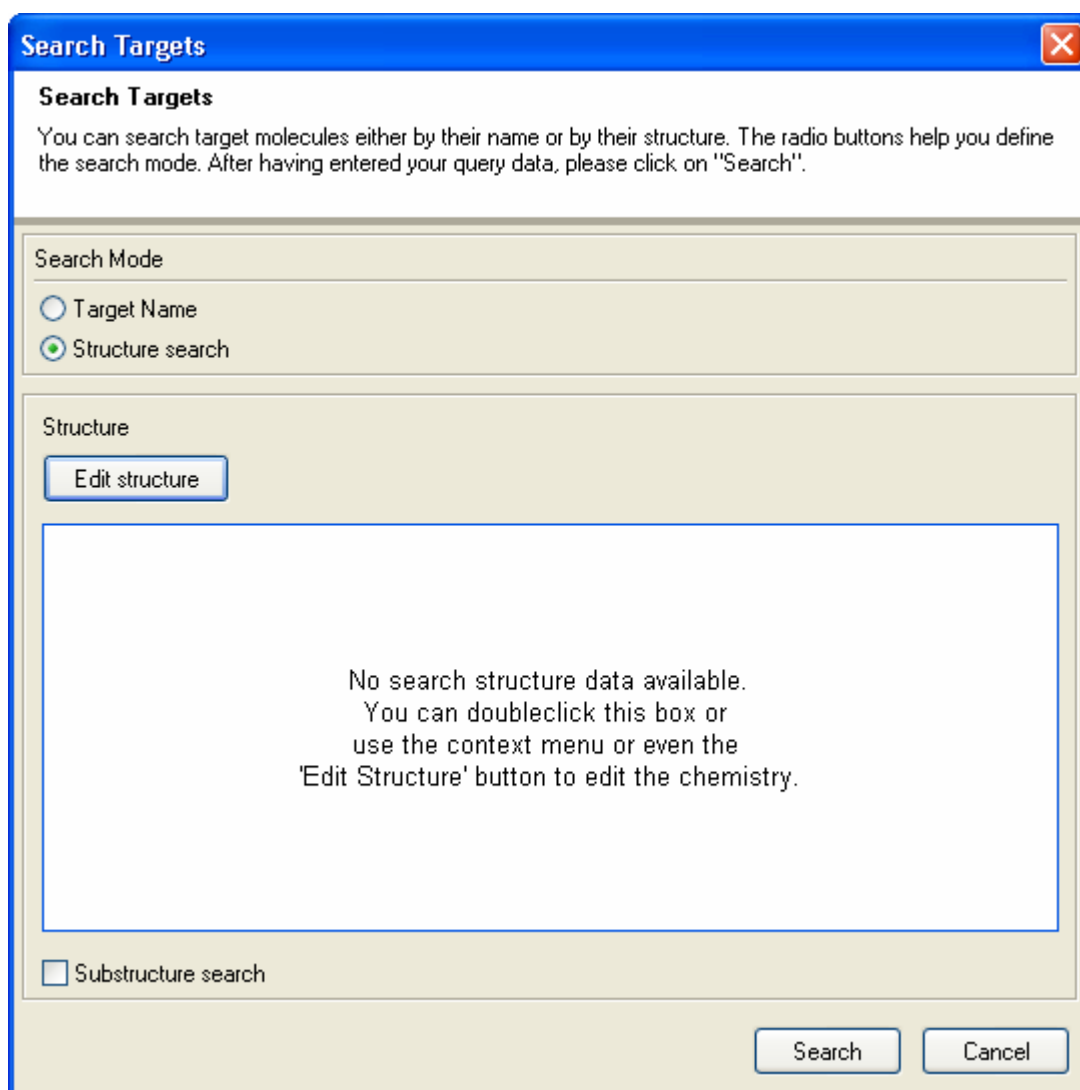 Search Targets
Search Targets
You can search target molecules either by their name or by their structure. The radio buttons help you define
the search mode. After having entered your query data, please click on "Search".
Search Mode
Target Name
Structure search
Structure
Edit structure
No search structure data available.
You can doubleclick this box or
use the context menu or even the
'Edit Structure' button to edit the chemistry.
Substructure search
Search Cancel